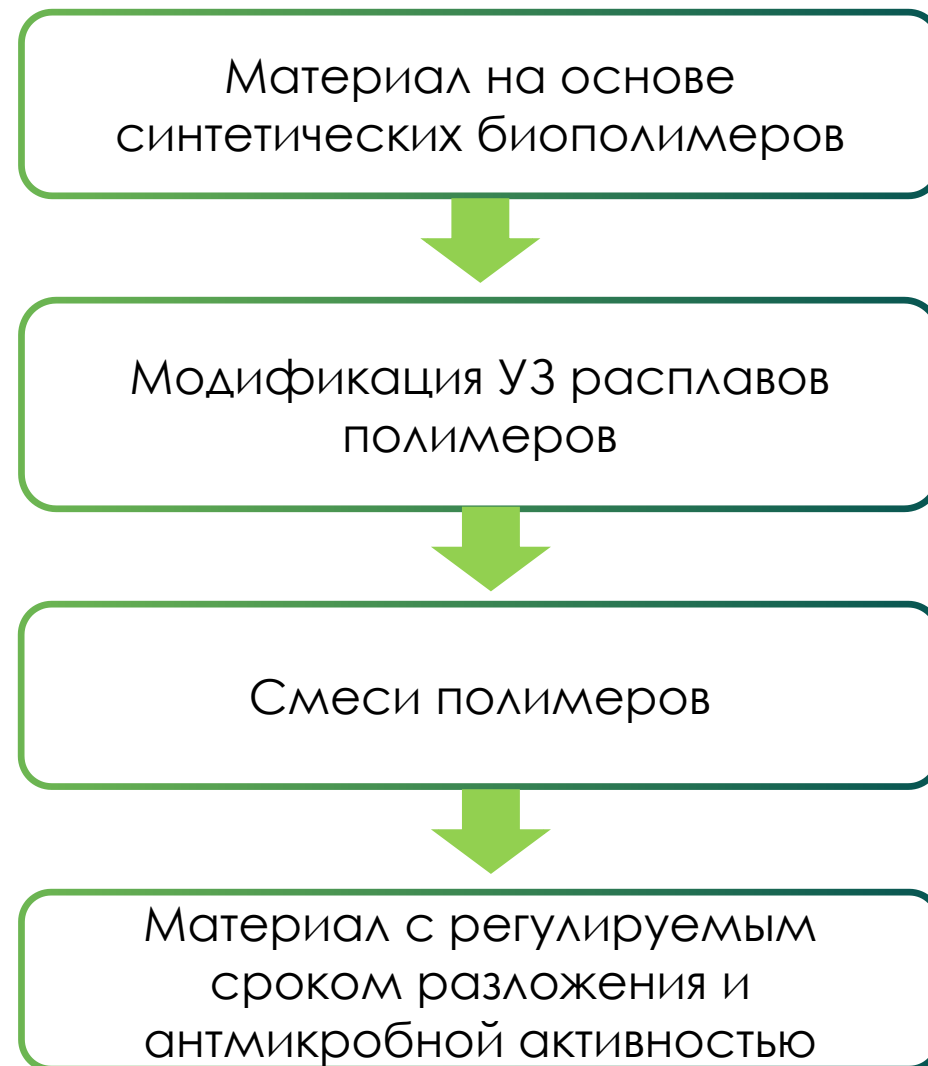 Материал на основе
синтетических биополимеров
Модификация УЗ расплавов
полимеров
Смеси полимеров
Материал с регулируемым
сроком разложения и
антмикробной активностью